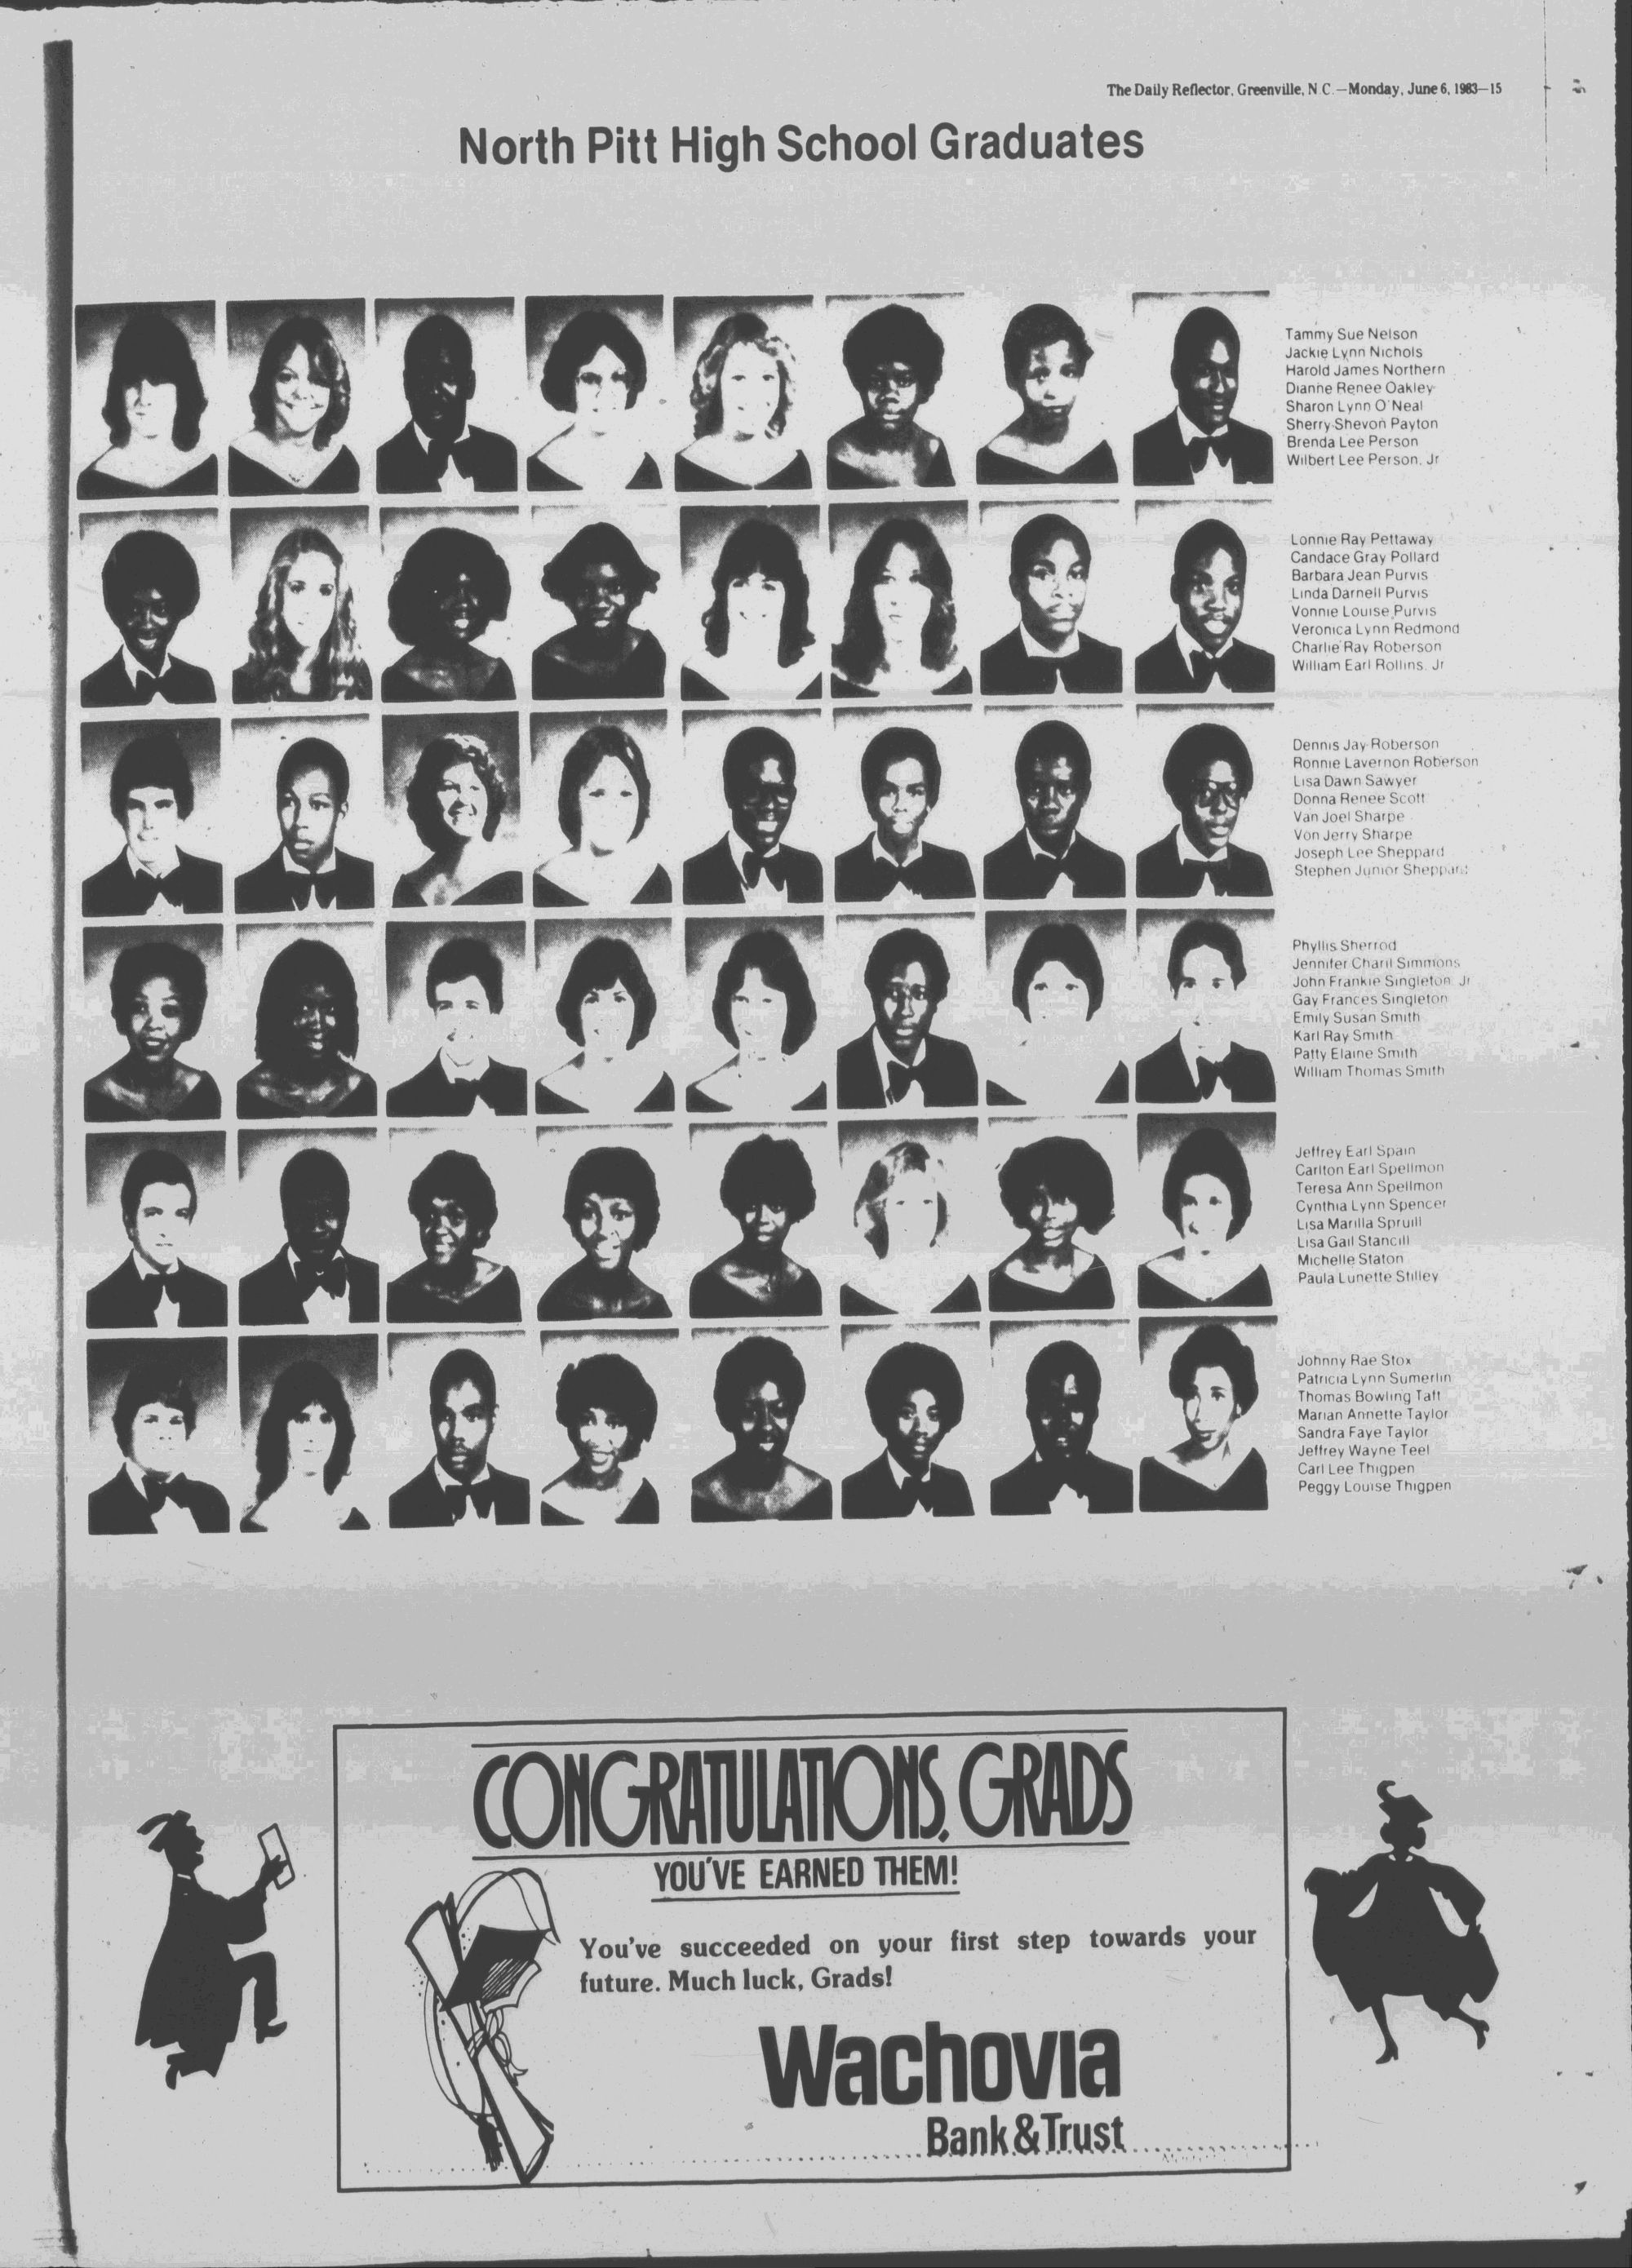 The Daily Reflector, Greenville, N.C.—Monday, June 6, 1983—15
North Pitt High School Graduates
Tammy Sue Nelson
Jackie Lynn Nichols
Harold James Northern
Dianne Renee Oakley
Sharon Lynn O'Neal
Sherry Shevon Payton
Brenda Lee Person
Wilbert Lee Person, Jr
Lonnie Ray Pettaway
Candace Gray Pollard
Barbara Jean Purvis
Linda Darnell Purvis
Vonnie Louise Purvis
Veronica Lynn Redmond
Charlie Ray Roberson
William Earl Rollins, Jr
Dennis Jay Roberson
Ronnie Lavernon Roberson
Lisa Dawn Sawyer
Donna Renee Scott
Van Joel Sharpe
Von Jerry Sharpe
Joseph Lee Sheppard
Stephen Junior Sheppard
Phyllis Sherrod
Jennifer Charil Simmons
John Frankie Singleton Jr
Gay Frances Singleton
Emily Susan Smith
Karl Ray Smith
Patty Elaine Smith
William Thomas Smith
Jeffrey Earl Spain
Carlton Earl Spellmon
Teresa Ann Spellmon
Cynthia Lynn Spencer
Lisa Marilla Spruill
Lisa Gail Stancill
Michelle Staton
Paula Lunette Stilley
Johnny Rae Stox
Patricia Lynn Sumerlin
Thomas Bowling Taft
Marian Annette Taylor
Sandra Faye Taylor
Jeffrey Wayne Teel
Carl Lee Thigpen
Peggy Louise Thigpen
CONGRATULATIONS, GRADS
YOU'VE EARNED THEM!
You've succeeded on your first step towards your
future. Much luck, Grads!
Wachovia
Bank & Trust